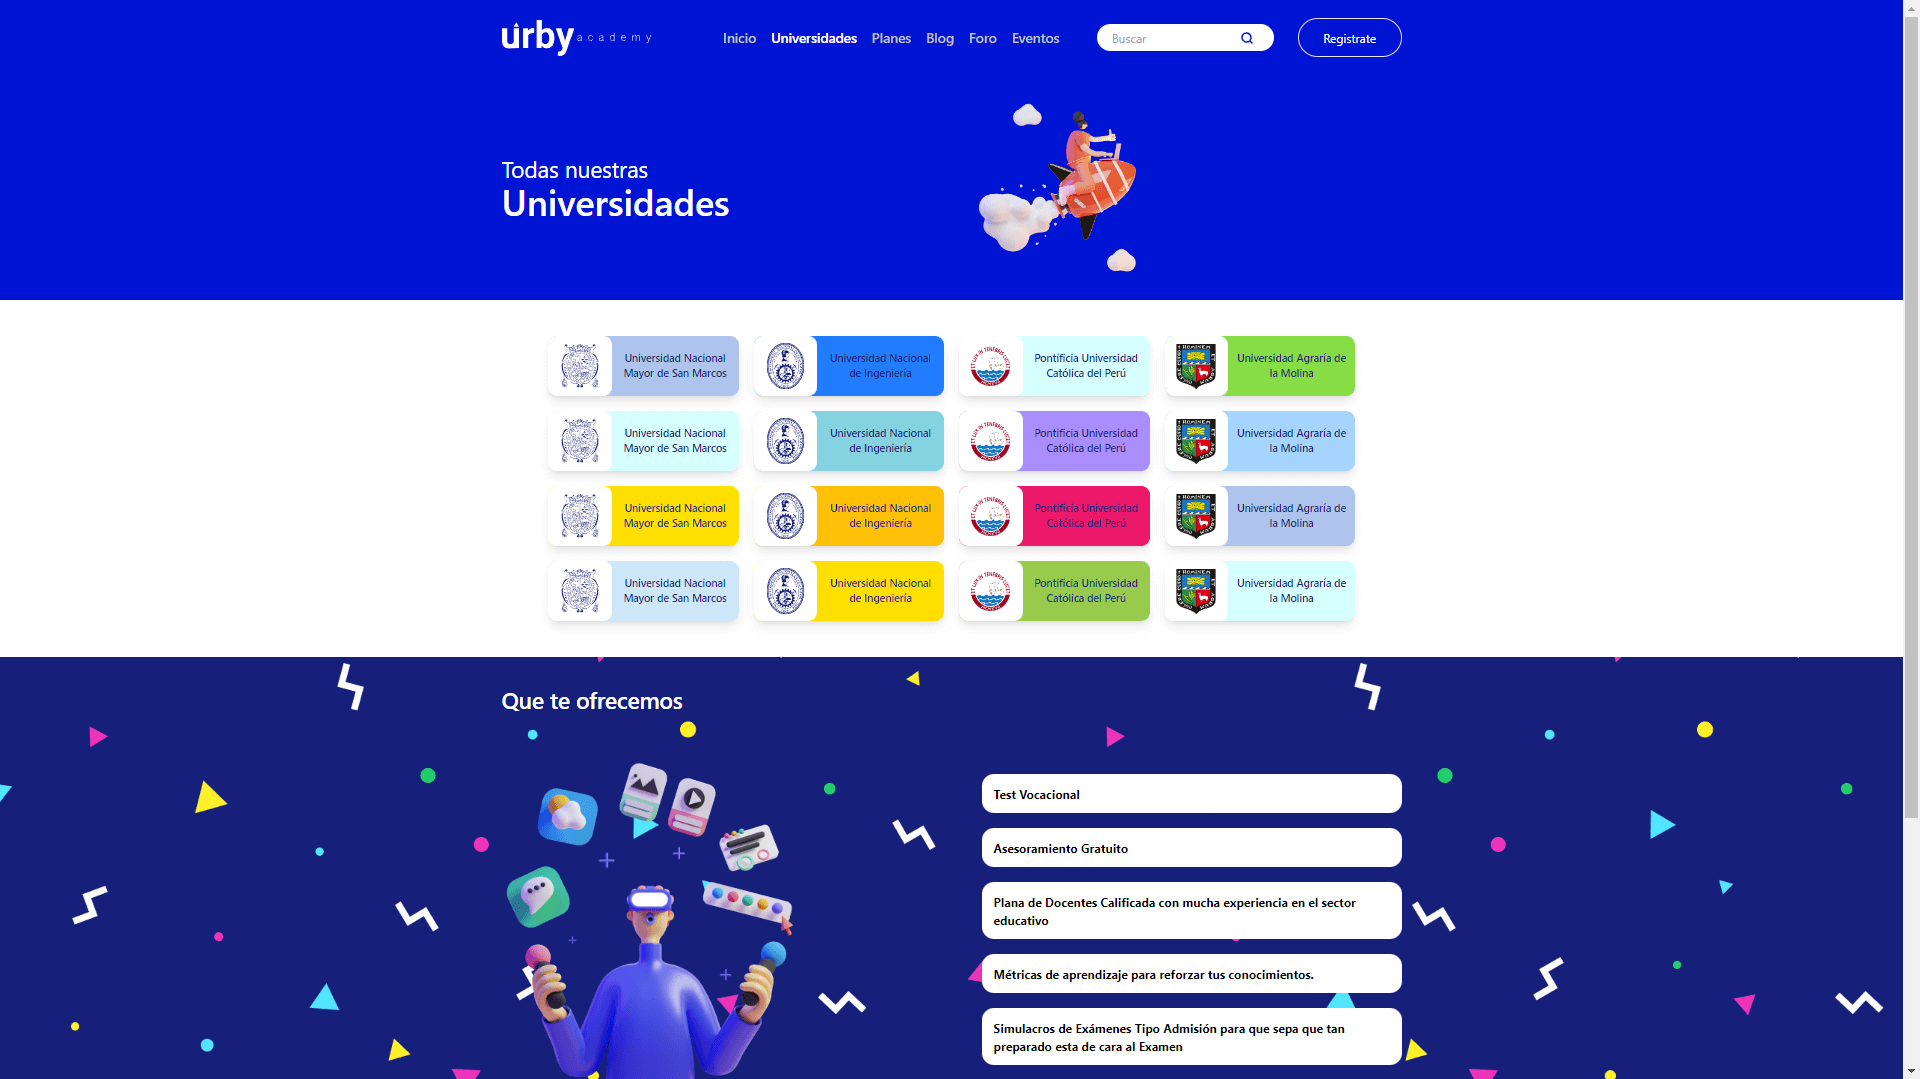 urby academy
Inicio Universidades Planes Blog Foro Eventos Buscar Registrate
Todas nuestras
Universidades
Universidad Nacional
Mayor de San Marcos
Universidad Nacional
de Ingeniería
Pontificia Universidad
Católica del Perú
Universidad Agraría de
la Molina
Universidad Nacional
Mayor de San Marcos
Universidad Nacional
de Ingeniería
Pontificia Universidad
Católica del Perú
Universidad Agraría de
la Molina
Universidad Nacional
Mayor de San Marcos
Universidad Nacional
de Ingeniería
Pontificia Universidad
Católica del Perú
Universidad Agraría de
la Molina
Universidad Nacional
Mayor de San Marcos
Universidad Nacional
de Ingeniería
Pontificia Universidad
Católica del Perú
Universidad Agraría de
la Molina
Que te ofrecemos
Test Vocacional
Asesoramiento Gratuito
Plana de Docentes Calificada con mucha experiencia en el sector
educativo
Métricas de aprendizaje para reforzar tus conocimientos.
Simulacros de Exámenes Tipo Admisión para que sepa que tan
preparado esta de cara al Examen